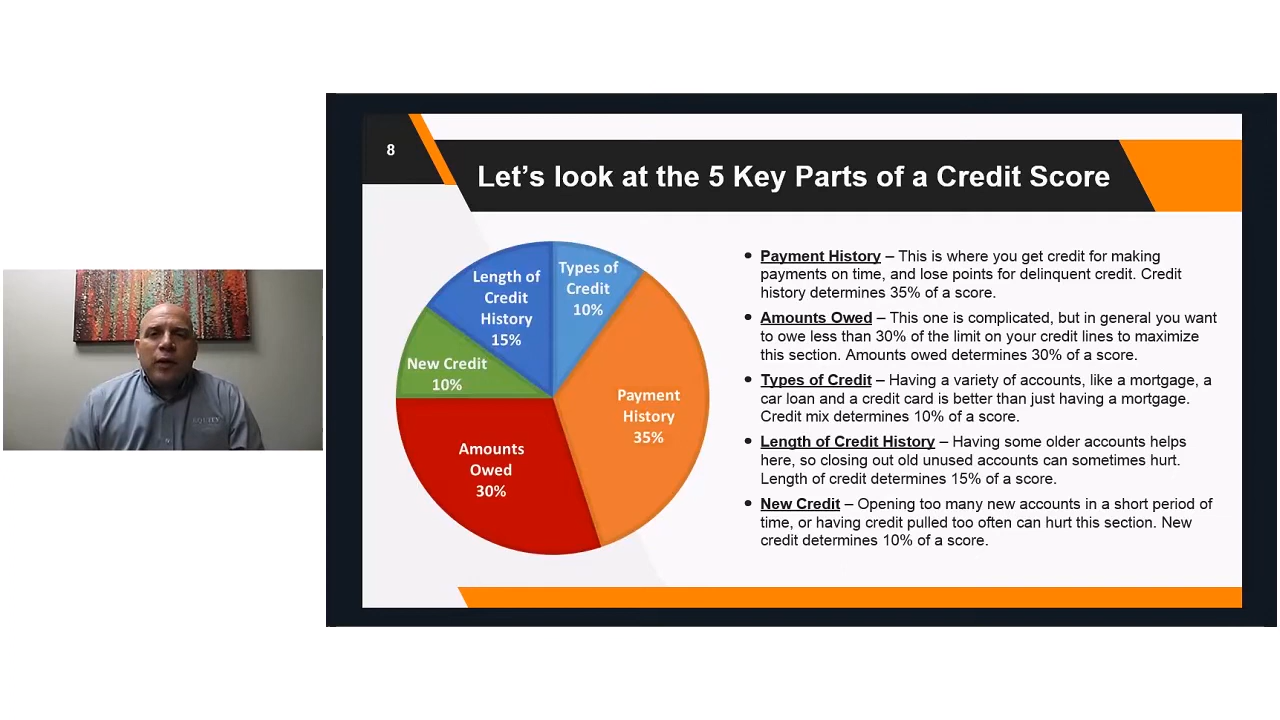 8
Let’s look at the 5 Key Parts of a Credit Score
Length of
Credit
History
15%
Types of
Credit
10%
New Credit
10%
Payment
History
35%
Amounts
Owed
30%
• Payment History – This is where you get credit for making
payments on time, and lose points for delinquent credit. Credit
history determines 35% of a score.
• Amounts Owed – This one is complicated, but in general you want
to owe less than 30% of the limit on your credit lines to maximize
this section. Amounts owed determines 30% of a score.
• Types of Credit – Having a variety of accounts, like a mortgage, a
car loan and a credit card is better than just having a mortgage.
Credit mix determines 10% of a score.
• Length of Credit History – Having some older accounts helps
here, so closing out old unused accounts can sometimes hurt.
Length of credit determines 15% of a score.
• New Credit – Opening too many new accounts in a short period of
time, or having credit pulled too often can hurt this section. New
credit determines 10% of a score.
EQUITY